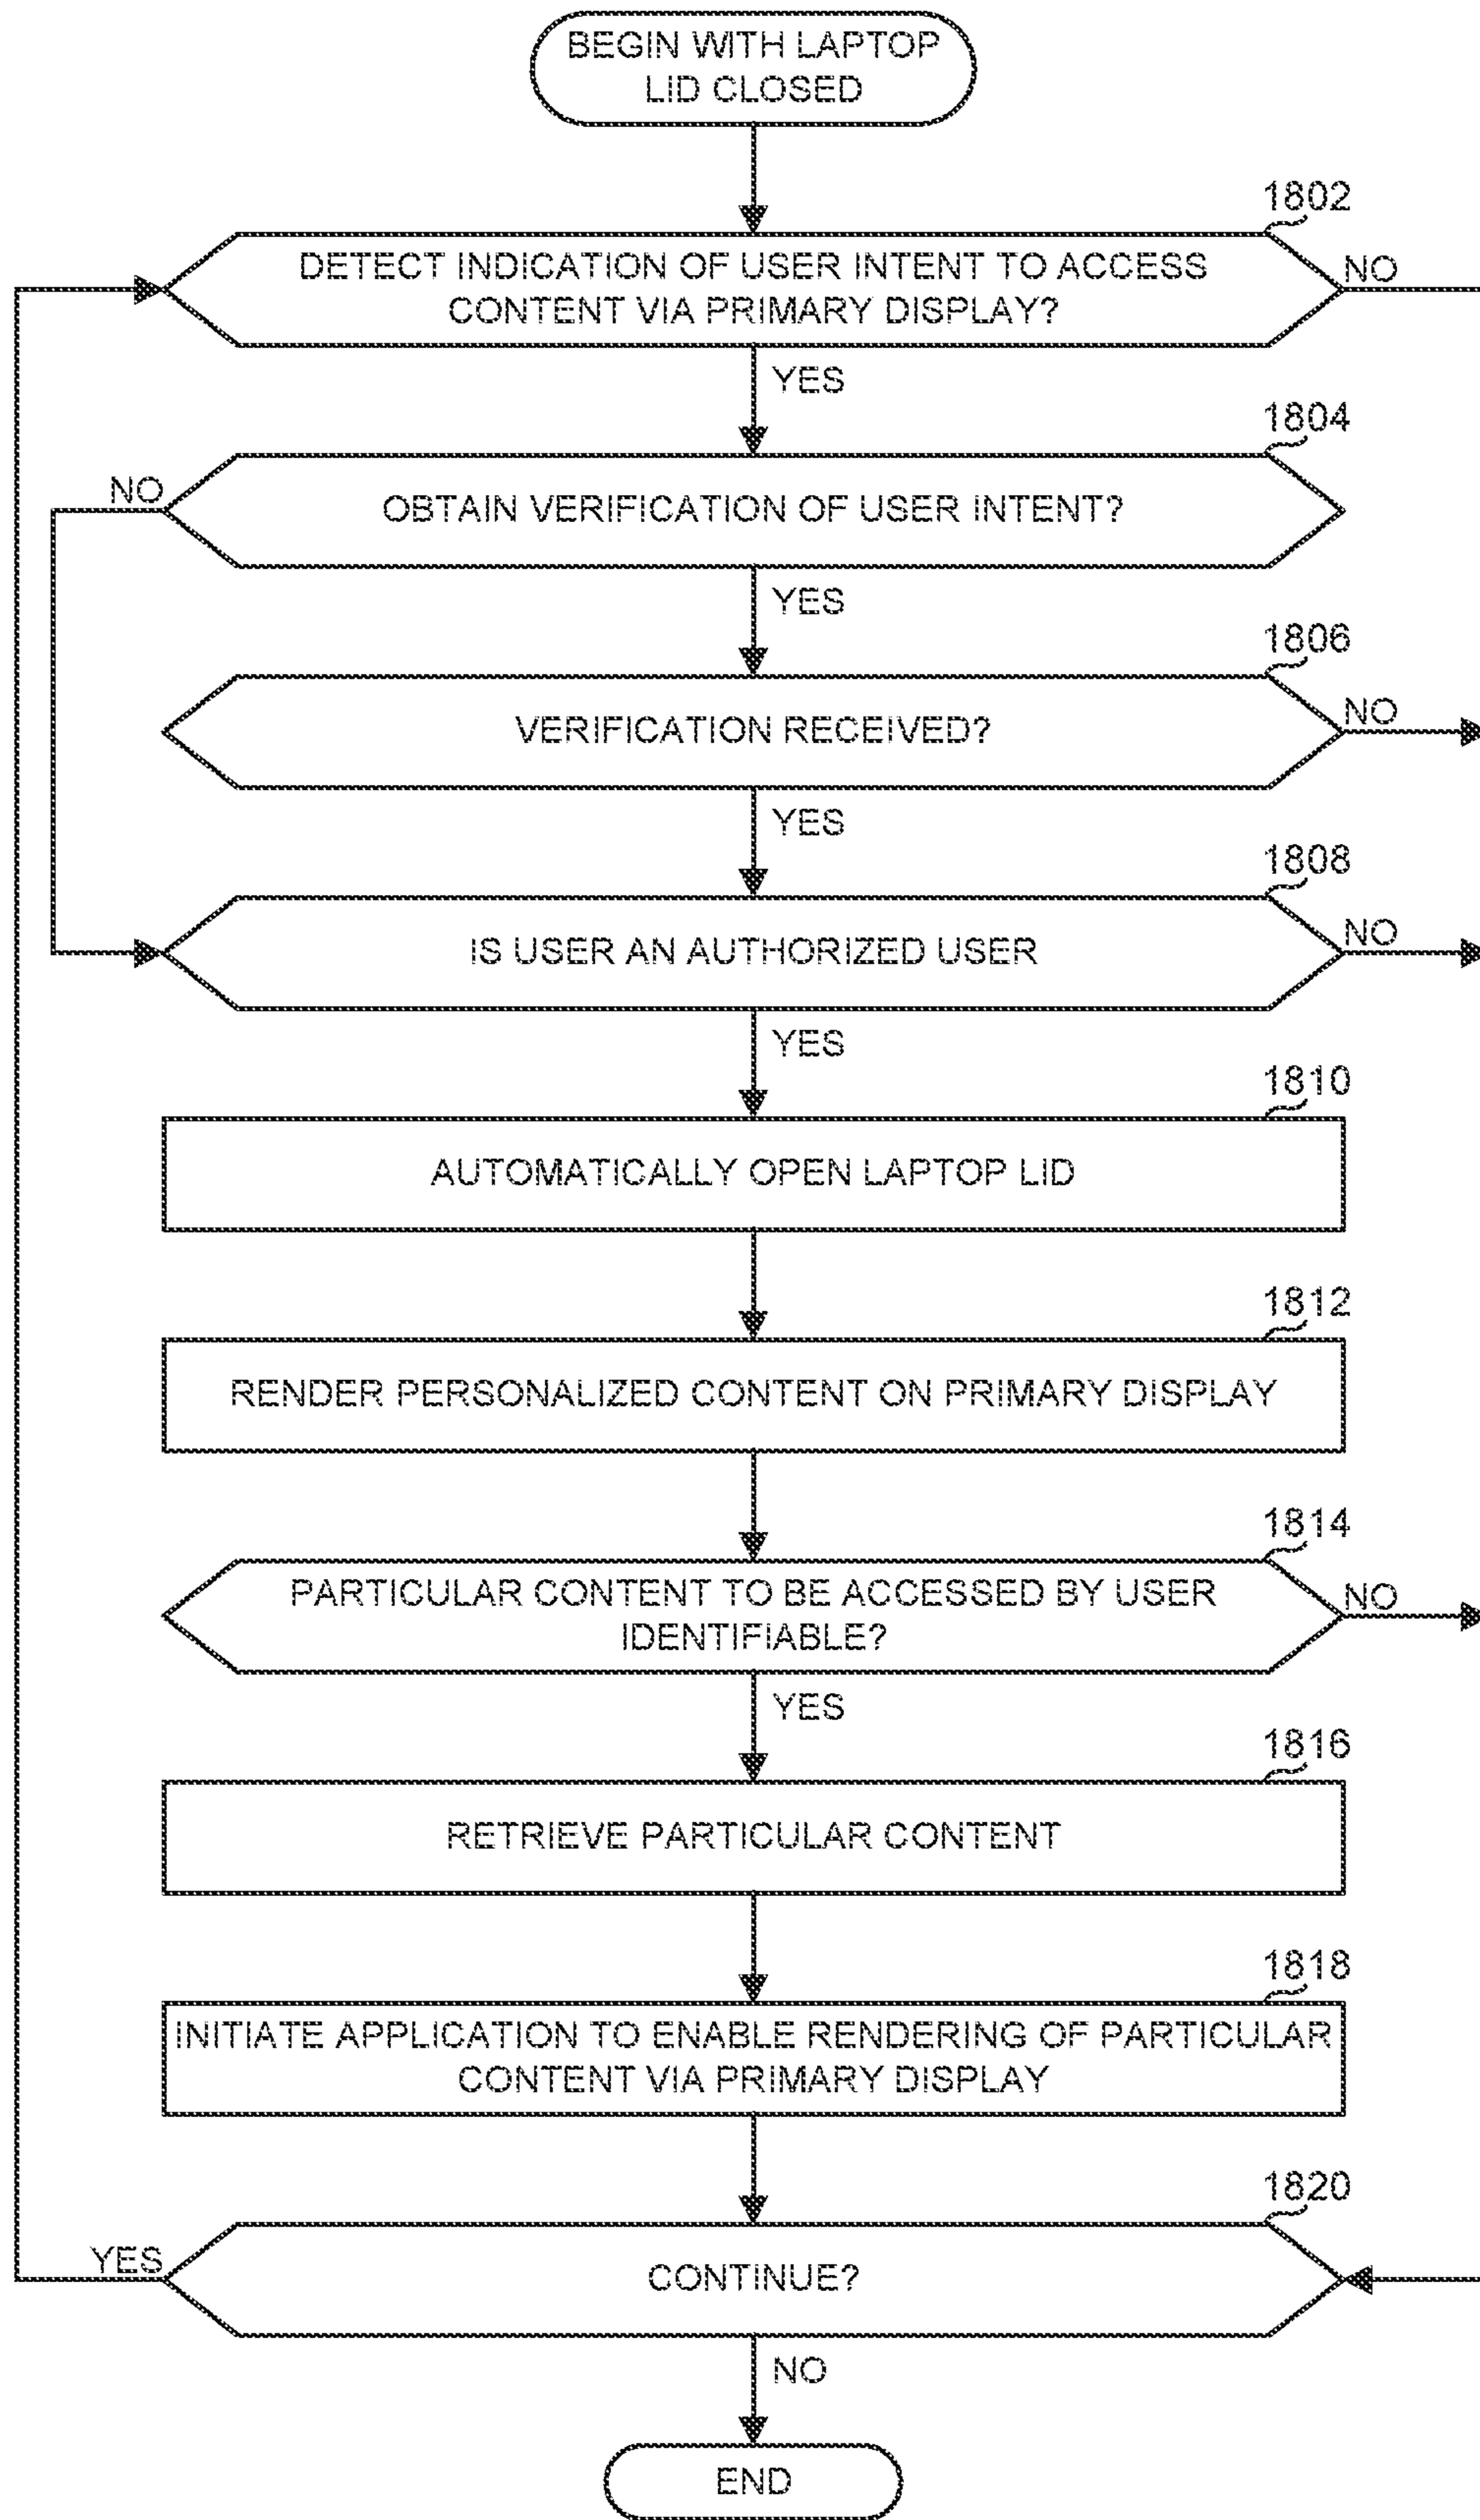 BEGIN WITH LAPTOP
LID CLOSED
1802
DETECT INDICATION OF USER INTENT TO ACCESS
CONTENT VIA PRIMARY DISPLAY?
NO
YES
1804
NO
OBTAIN VERIFICATION OF USER INTENT?
YES
1806
VERIFICATION RECEIVED?
NO
YES
1808
IS USER AN AUTHORIZED USER
NO
YES
1810
AUTOMATICALLY OPEN LAPTOP LID
1812
RENDER PERSONALIZED CONTENT ON PRIMARY DISPLAY
1814
PARTICULAR CONTENT TO BE ACCESSED BY USER
IDENTIFIABLE?
NO
YES
1816
RETRIEVE PARTICULAR CONTENT
1818
INITIATE APPLICATION TO ENABLE RENDERING OF PARTICULAR
CONTENT VIA PRIMARY DISPLAY
1820
YES
CONTINUE?
NO
END